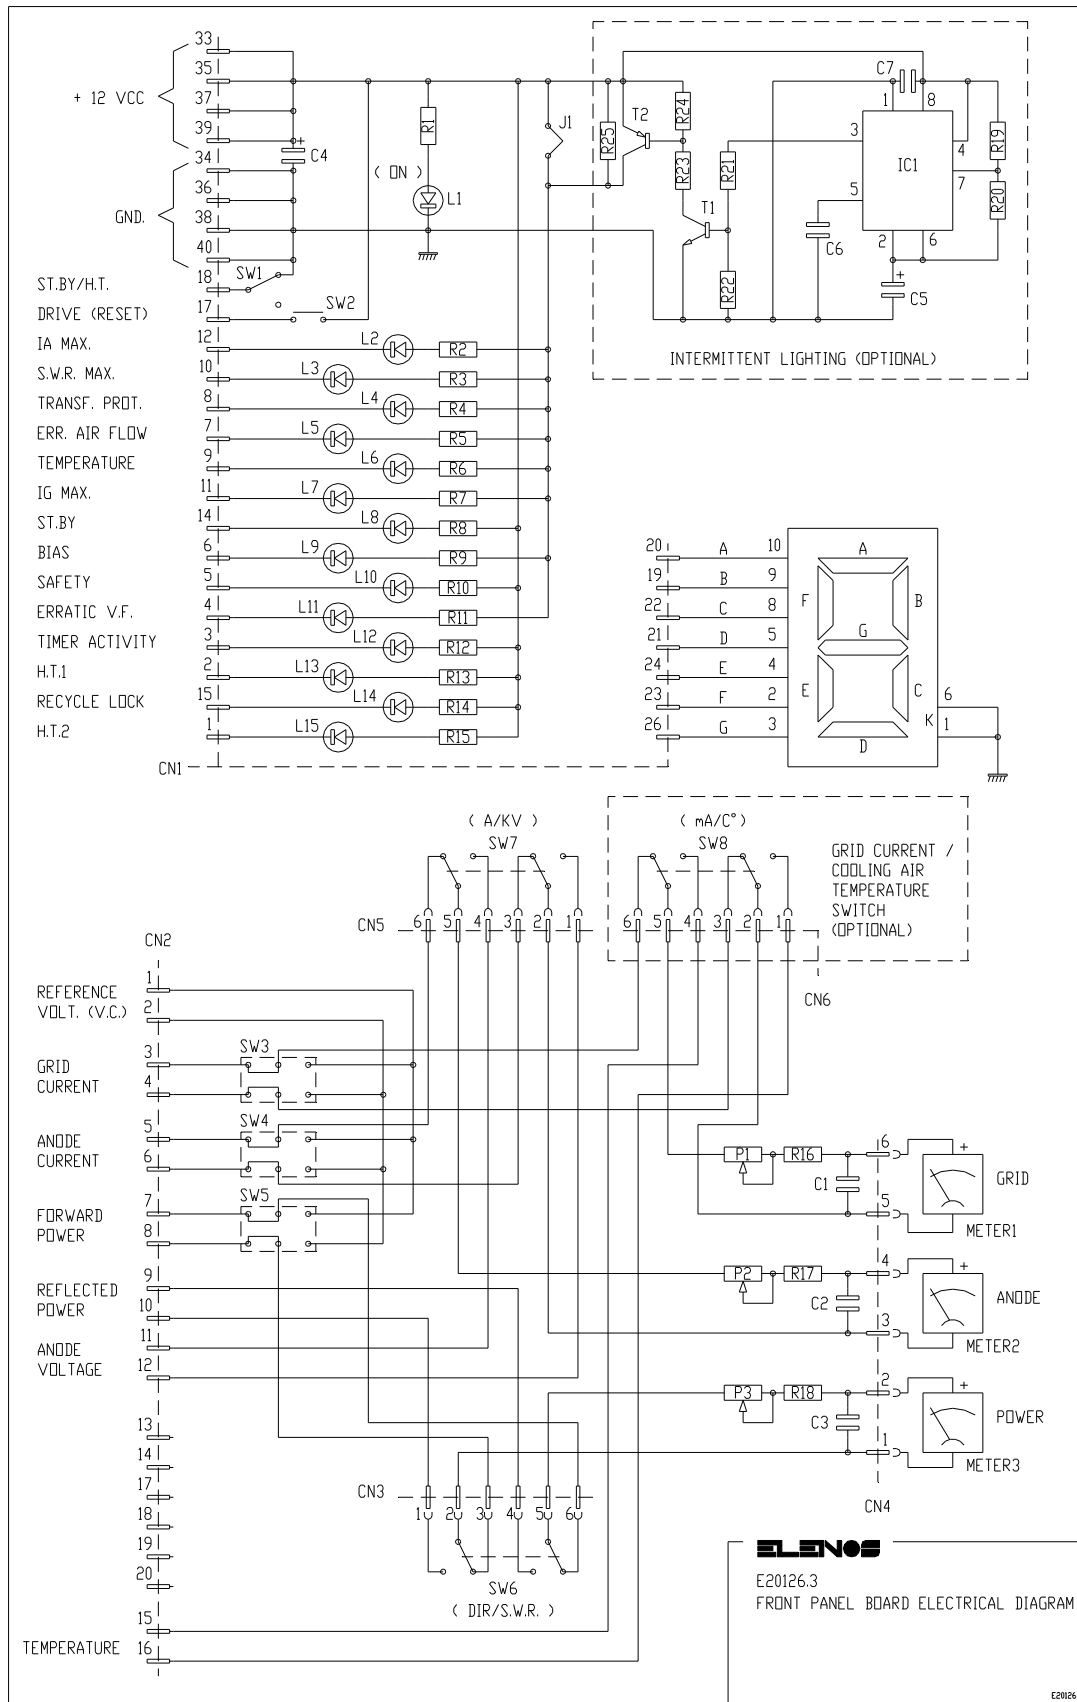 33
35
+ 12 VCC
37
39
34
C4
36
GND.
38
40
R1
( ON )
L1
J1
R25
T2
R24
R23
R21
T1
R22
C7
1
8
3
4
IC1
5
7
2
6
R19
R20
C6
+
C5
+
INTERMITTENT LIGHTING (OPTIONAL)
ST.BY/H.T. 18 SW1
DRIVE (RESET) 17 SW2
IA MAX. 12 L2 R2
S.W.R. MAX. 10 L3 R3
TRANSF. PROT. 8 L4 R4
ERR. AIR FLOW 7 L5 R5
TEMPERATURE 9 L6 R6
IG MAX. 11 L7 R7
ST.BY 14 L8 R8
BIAS 6 L9 R9
SAFETY 5 L10 R10
ERRATIC V.F. 4 L11 R11
TIMER ACTIVITY 3 L12 R12
H.T.1 2 L13 R13
RECYCLE LOCK 15 L14 R14
H.T.2 1 L15 R15
CN1
20 A 10
19 B 9
22 C 8
21 D 5
24 E 4
23 F 2
26 G 3
A
F B
G
E C
D
K
6
1
( A/KV )
SW7
( mA/C° )
SW8
GRID CURRENT /
COOLING AIR
TEMPERATURE
SWITCH
(OPTIONAL)
CN5 6 5 4 3 2 1
6 5 4 3 2 1
CN6
CN2
REFERENCE
VOLT. (V.C.)
1
2
GRID
CURRENT
3
4
SW3
ANODE
CURRENT
5
6
SW4
FORWARD
POWER
7
8
SW5
REFLECTED
POWER
9
10
ANODE
VOLTAGE
11
12
13
14
17
18
19
20
15
TEMPERATURE 16
P1 R16 6
C1
5
+
GRID
METER1
P2 R17 4
C2
3
+
ANODE
METER2
P3 R18 2
C3
1
+
POWER
METER3
CN4
CN3 1 2 3 4 5 6
SW6
( DIR/S.W.R. )
ELENOS
E20126.3
FRONT PANEL BOARD ELECTRICAL DIAGRAM
E20126